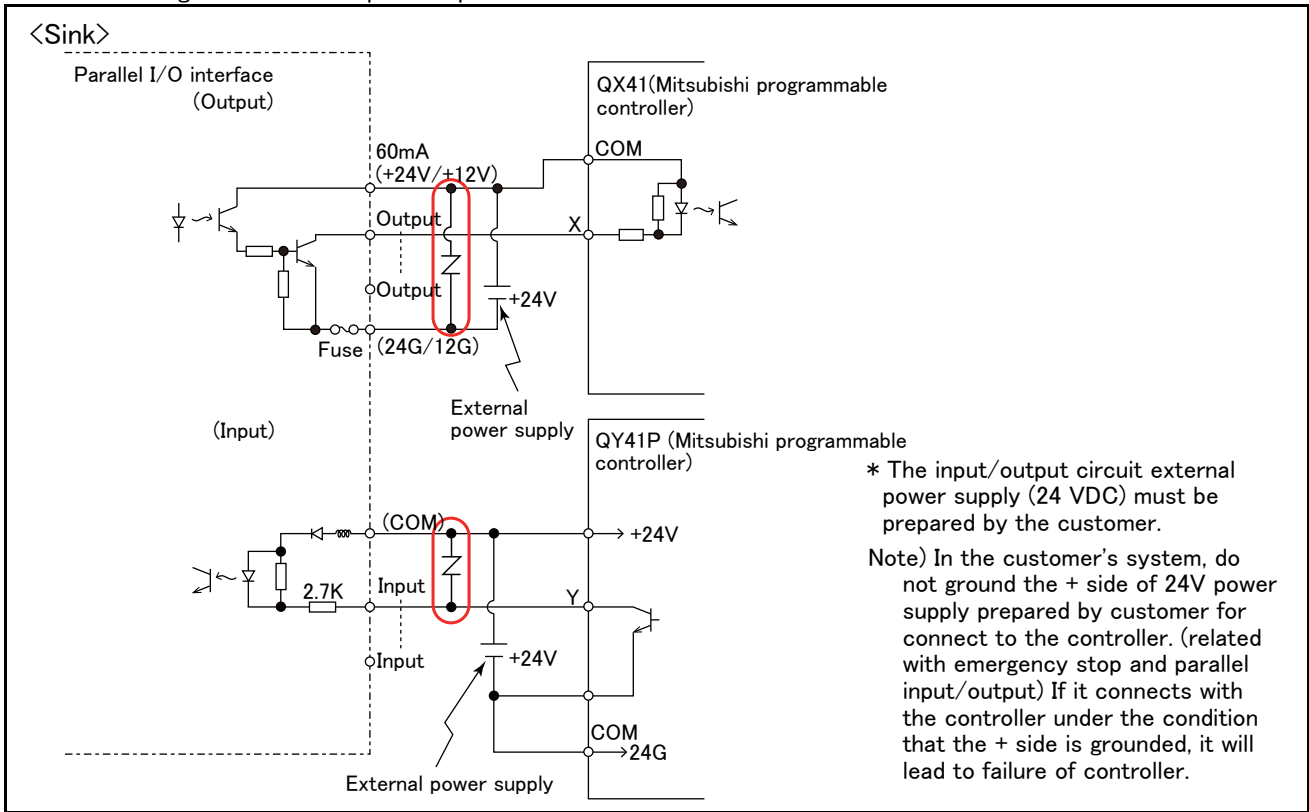 <Sink>
Parallel I/O interface
(Output)
QX41(Mitsubishi programmable
controller)
60mA
(+24V/+12V)
COM
Output
X
Output
+24V
Fuse
(24G/12G)
External
power supply
(Input)
QY41P (Mitsubishi programmable
controller)
(COM)
+24V
2.7K
Input
Y
Input
+24V
COM
24G
External power supply
* The input/output circuit external
power supply (24 VDC) must be
prepared by the customer.
Note) In the customer's system, do
not ground the + side of 24V power
supply prepared by customer for
connect to the controller. (related
with emergency stop and parallel
input/output) If it connects with
the controller under the condition
that the + side is grounded, it will
lead to failure of controller.